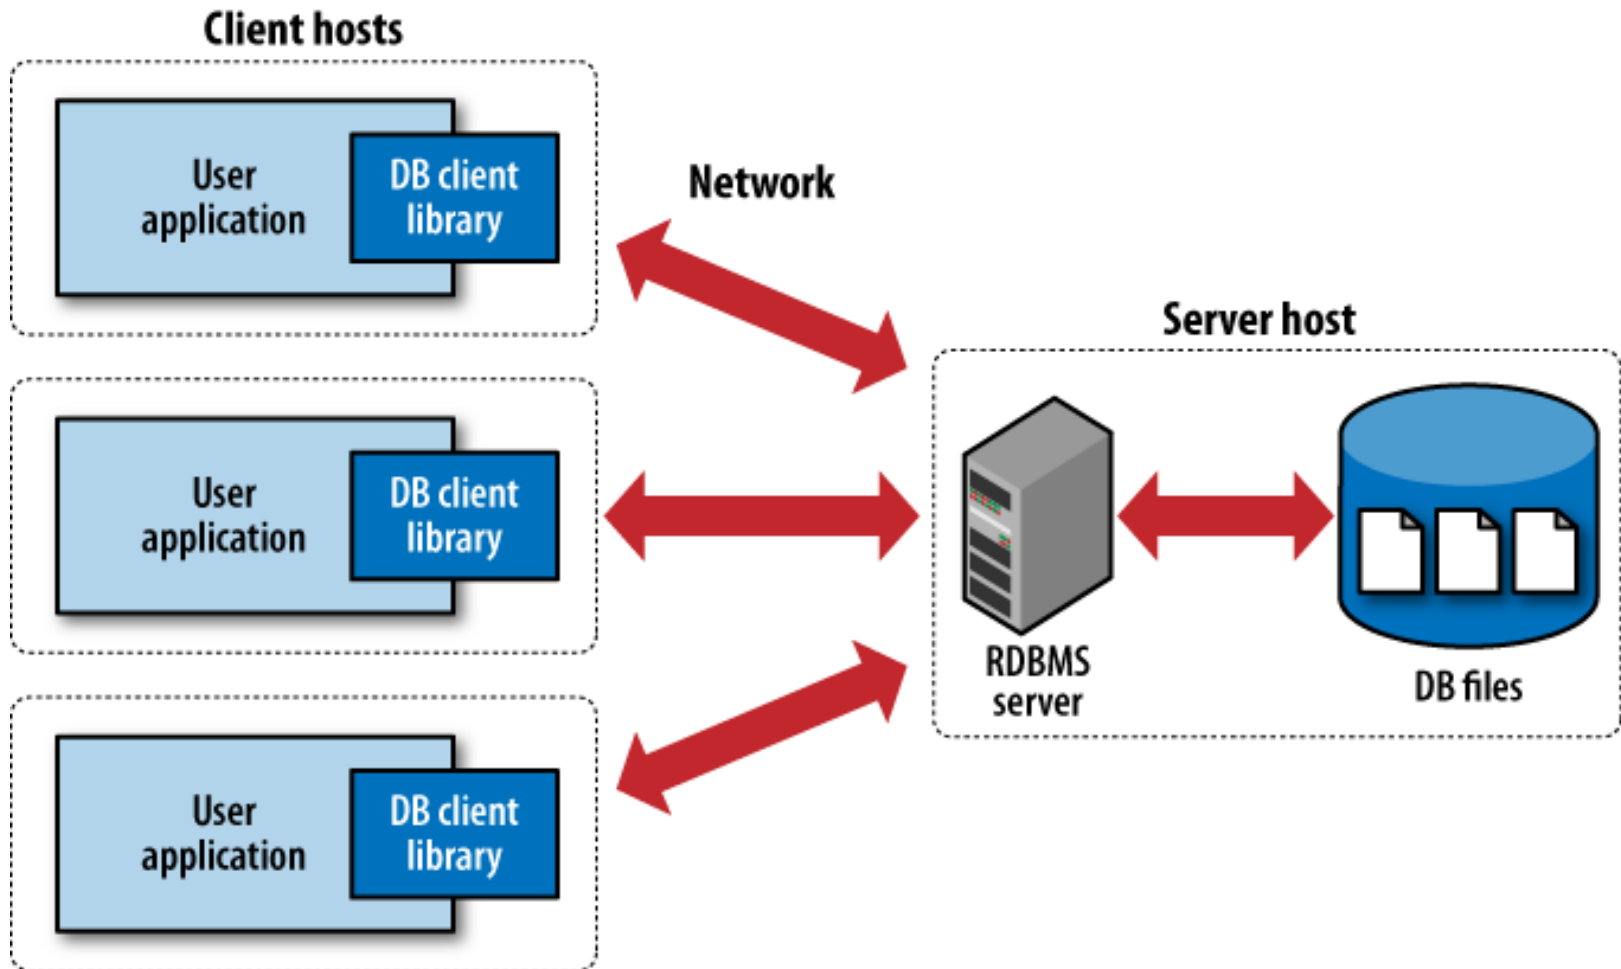 Client hosts
User
application
DB client
library
Network
User
application
DB client
library
Server host
RDBMS
server
DB files
User
application
DB client
library